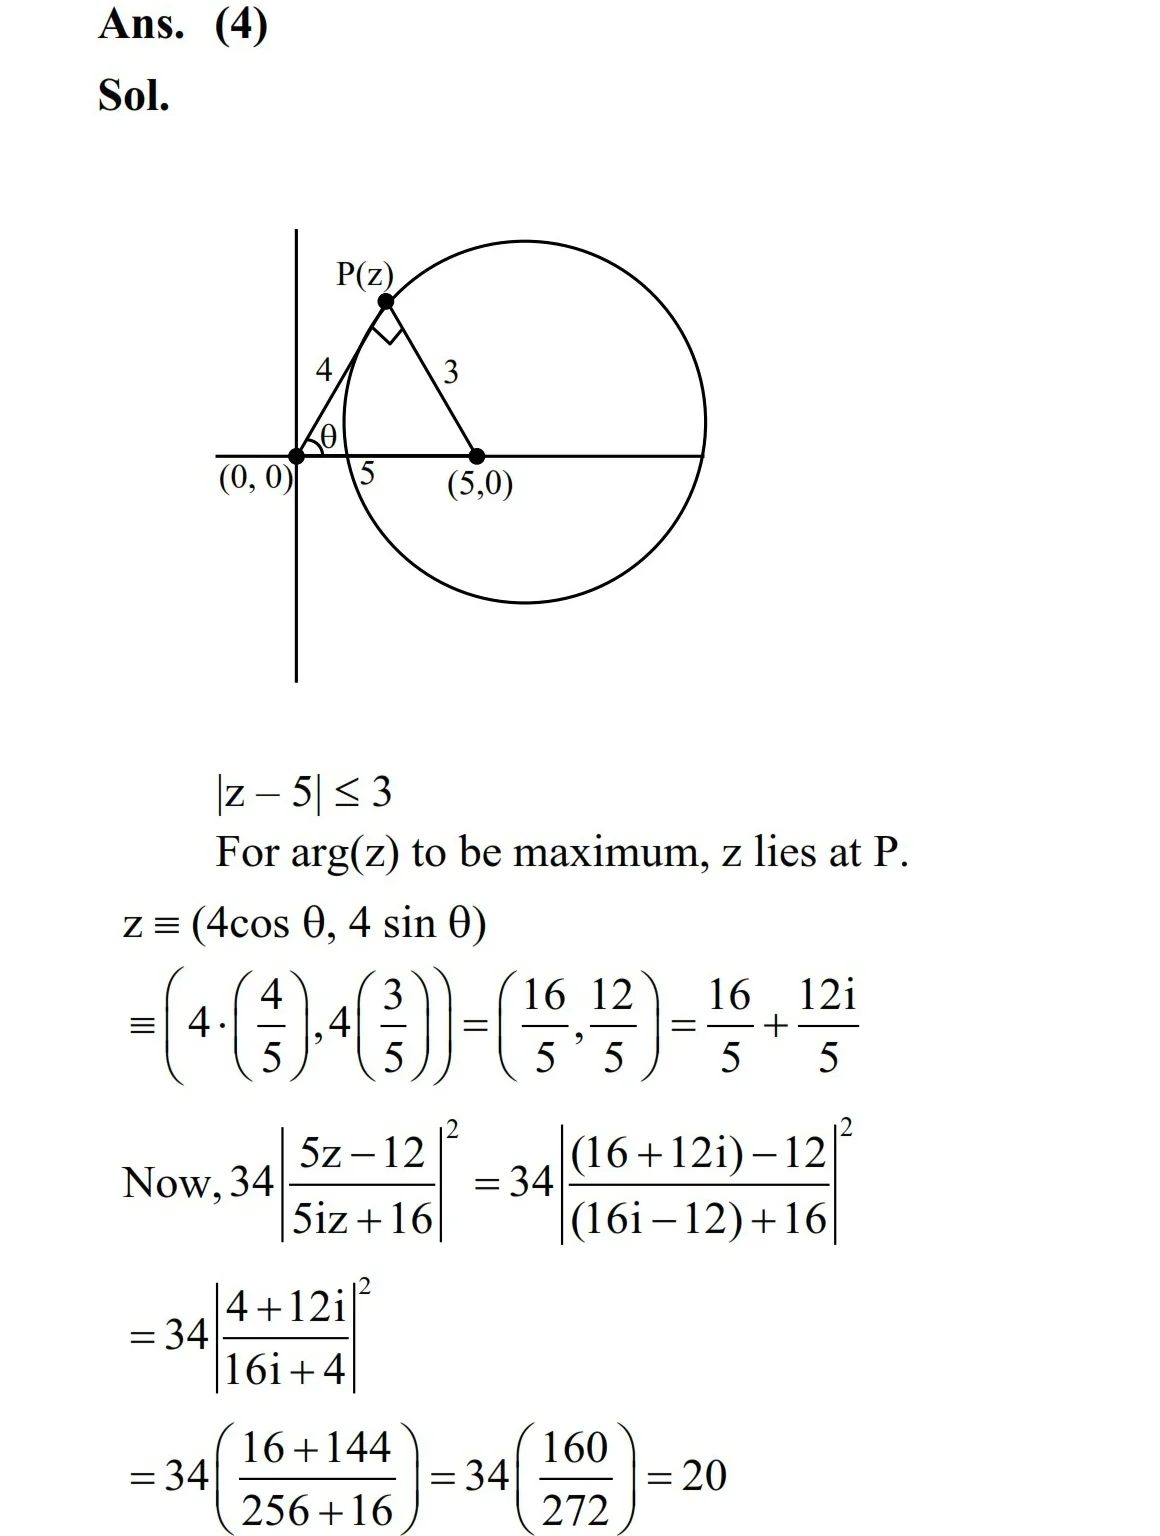 Ans. (4)
Sol.
P(z)
4
3
θ
(0, 0)
5
(5,0)
|z – 5| ≤ 3
For arg(z) to be maximum, z lies at P.
z ≡ (4cos θ, 4 sin θ)
≡ (4·(4/5), 4(3/5)) = (16/5, 12/5) = 16/5 + 12i/5
Now, 34|(5z – 12)/(5iz + 16)|² = 34|((16 + 12i) – 12)/((16i – 12) + 16)|²
= 34|(4 + 12i)/(16i + 4)|²
= 34((16 + 144)/(256 + 16)) = 34(160/272) = 20